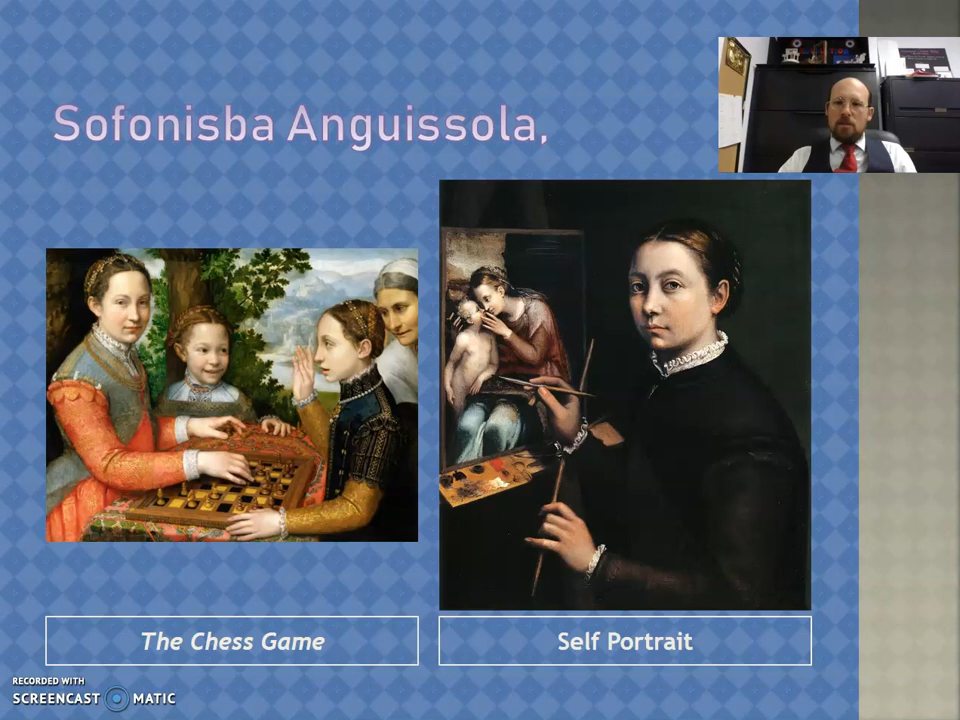 Sofonisba Anguissola,
The Chess Game
Self Portrait
RECORDED WITH
SCREENCAST MATIC